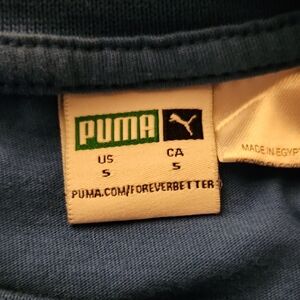 PUMA
US CA
S S
PUMA.COM/FOREVERBETTER
MADE IN EGYPT